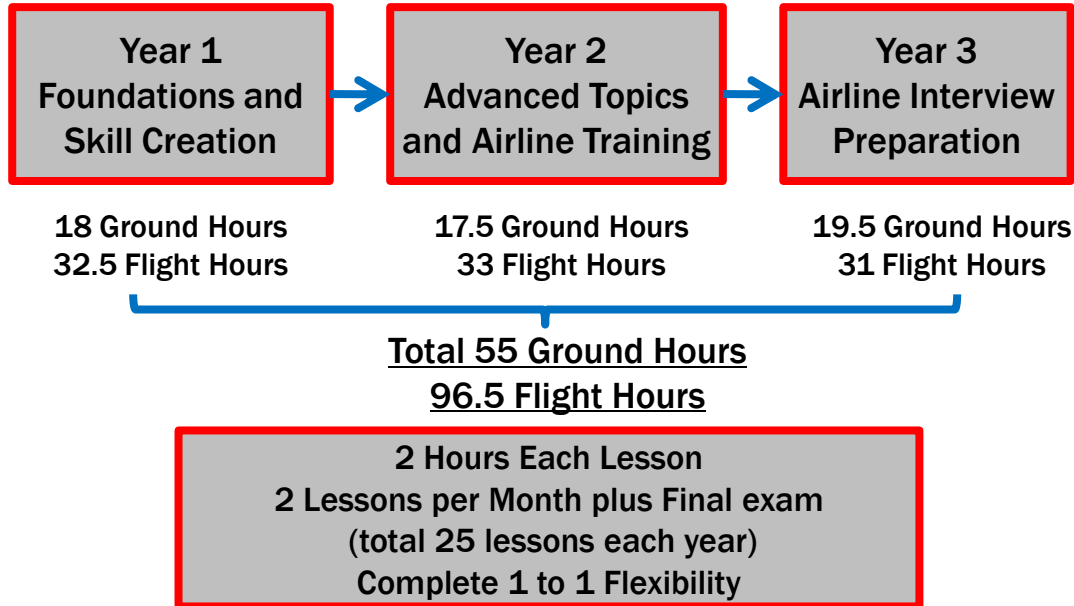 Year 1
Foundations and
Skill Creation
Year 2
Advanced Topics
and Airline Training
Year 3
Airline Interview
Preparation
18 Ground Hours
32.5 Flight Hours
17.5 Ground Hours
33 Flight Hours
19.5 Ground Hours
31 Flight Hours
Total 55 Ground Hours
96.5 Flight Hours
2 Hours Each Lesson
2 Lessons per Month plus Final exam
(total 25 lessons each year)
Complete 1 to 1 Flexibility